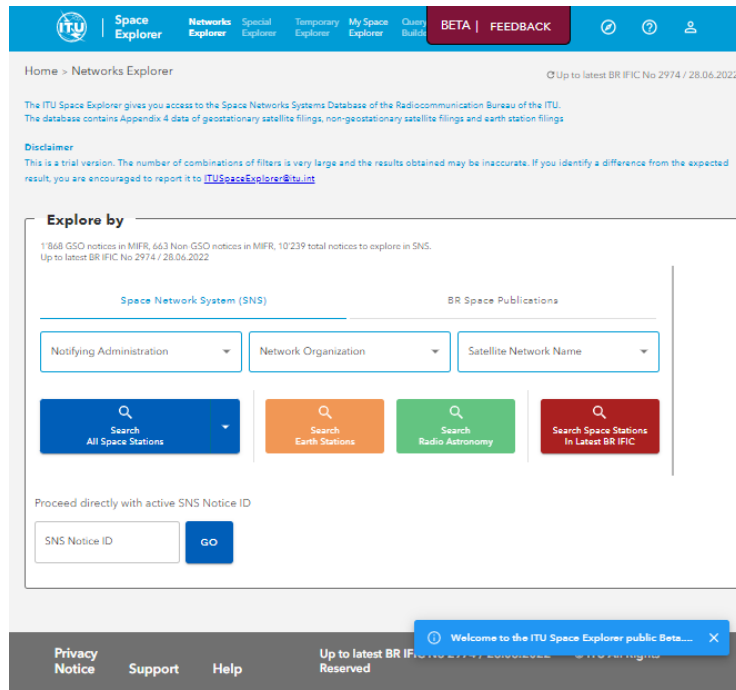 ITU
Space
Explorer
Networks
Explorer
Special
Explorer
Temporary
Explorer
My Space
Explorer
Query
BETA | FEEDBACK
Home > Networks Explorer
Up to latest BR IFIC No 2974 / 28.06.2022
The ITU Space Explorer gives you access to the Space Networks Systems Database of the Radiocommunication Bureau of the ITU.
The database contains Appendix 4 data of geostationary satellite filings, non-geostationary satellite filings and earth station filings
Disclaimer
This is a trial version. The number of combinations of filters is very large and the results obtained may be inaccurate. If you identify a difference from the expected
result, you are encouraged to report it to ITUSpaceExplorer@itu.int
Explore by
1'868 GSO notices in MIFR, 663 Non GSO notices in MIFR, 10'239 total notices to explore in SNS.
Up to latest BR IFIC No 2974 / 28.06.2022
Space Network System (SNS)
BR Space Publications
Notifying Administration
Network Organization
Satellite Network Name
Search
All Space Stations
Search
Earth Stations
Search
Radio Astronomy
Search Space Stations
In Latest BR IFIC
Proceed directly with active SNS Notice ID
SNS Notice ID
GO
Welcome to the ITU Space Explorer public Beta....
Privacy
Notice
Support
Help
Up to latest BR
Reserved